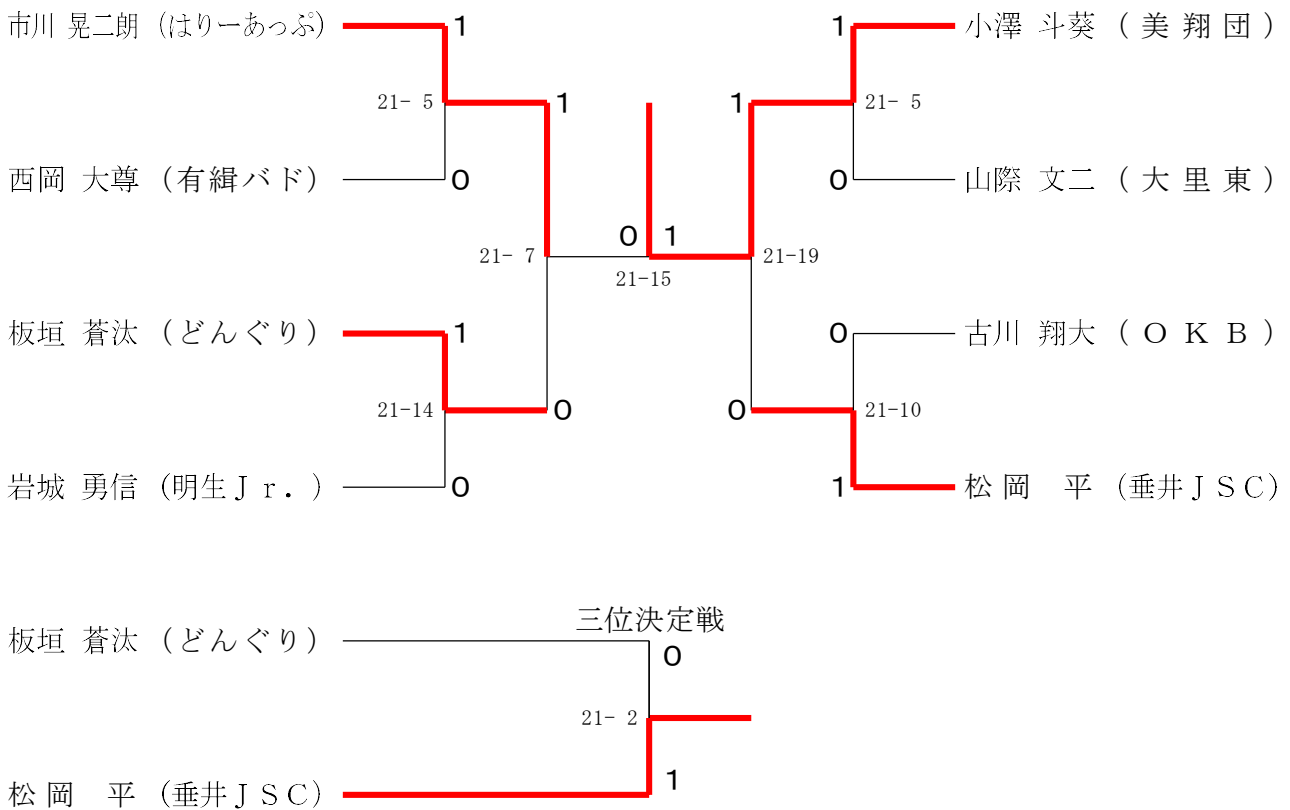 市川 晃二朗 (はりーあっぷ) 1 1 小澤 斗葵 ( 美 翔 団 )
21- 5 1 1 21- 5
西岡 大尊 (有緝バド) 0 0 山際 文二 ( 大 里 東 )
0 1
21- 7 21-19
21-15
板垣 蒼汰 (どんぐり) 1 0 古川 翔大 ( O K B )
21-14 0 0 21-10
岩城 勇信 (明生Jr.) 0 1 松 岡 平 (垂井JSC)
三位決定戦
板垣 蒼汰 (どんぐり) 0
21- 2
松 岡 平 (垂井JSC) 1